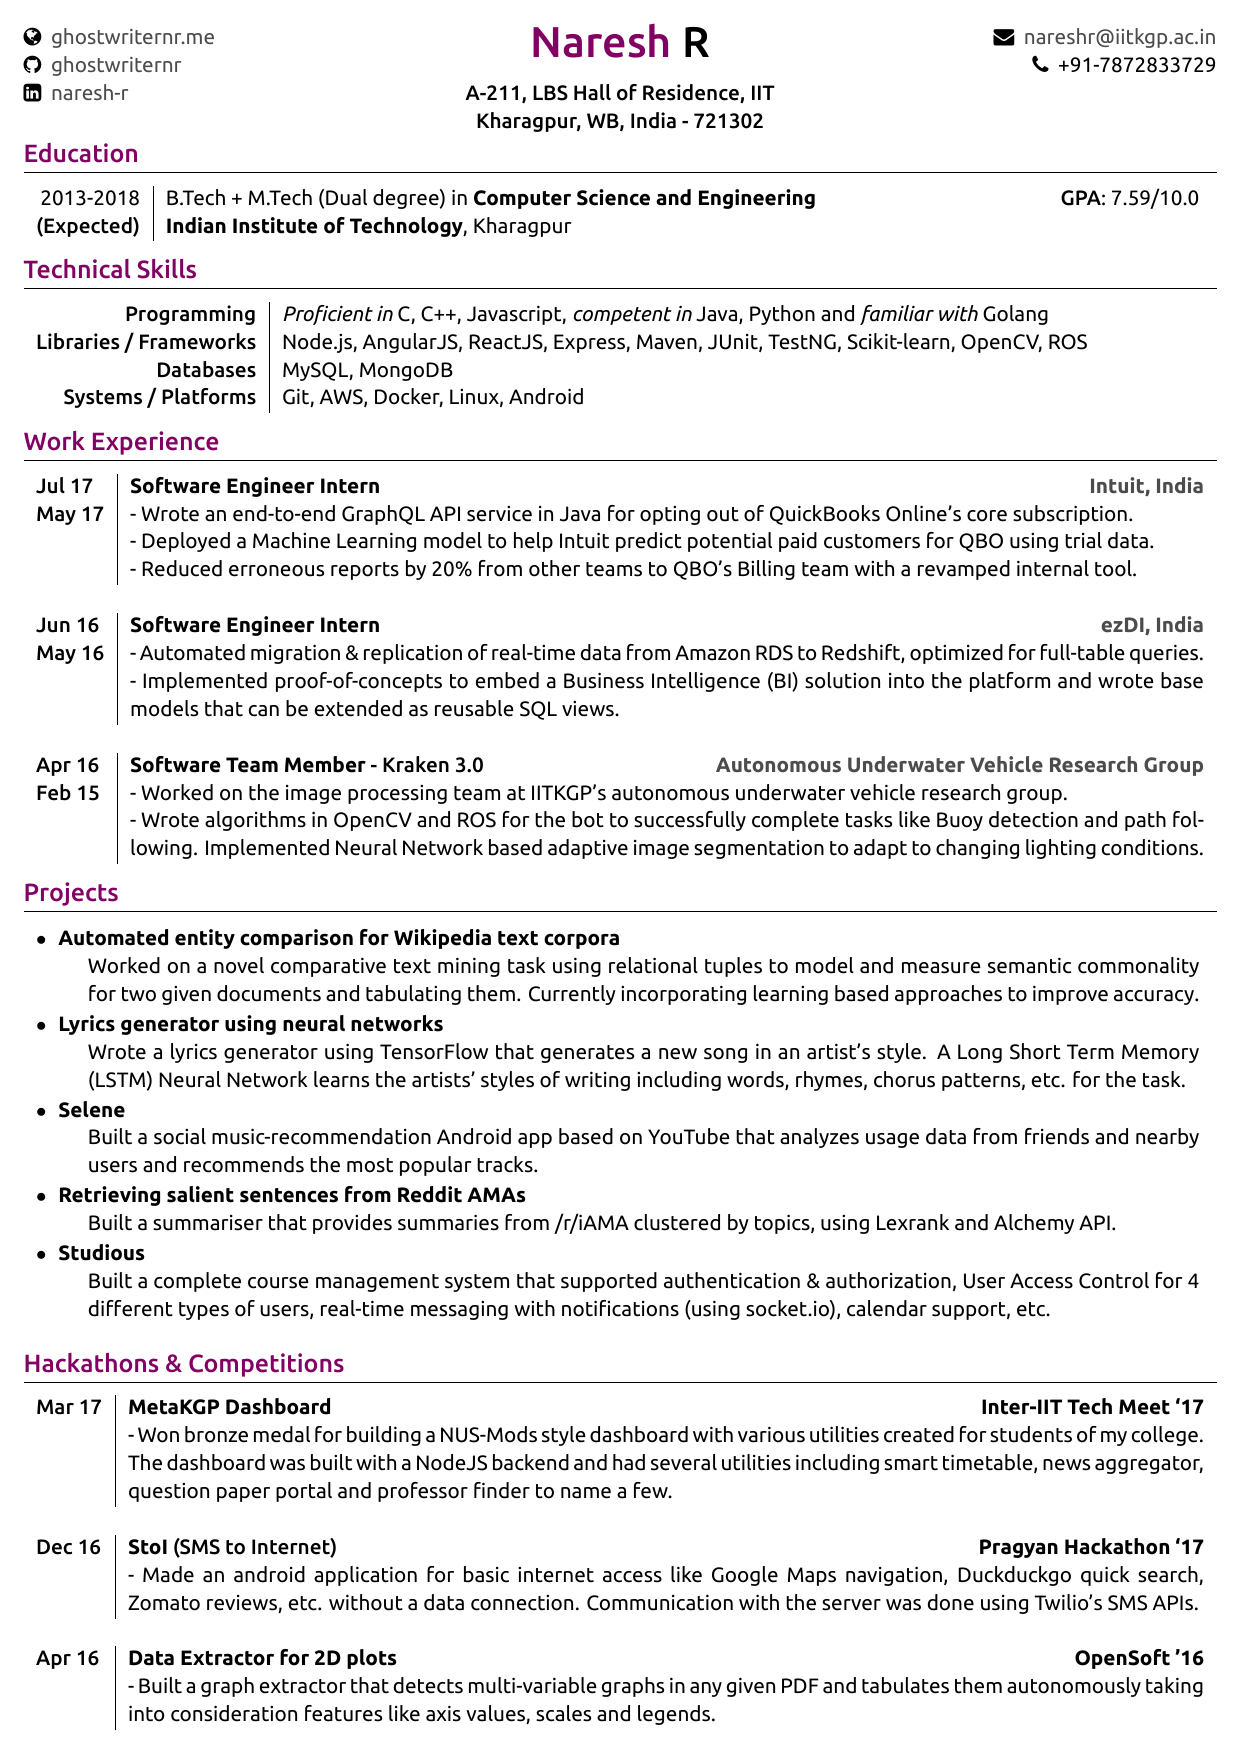 ghostwriternr.me
ghostwriternr
naresh-r
Naresh R
A-211, LBS Hall of Residence, IIT
Kharagpur, WB, India - 721302
nareshr@iitkgp.ac.in
+91-7872833729
Education
2013-2018 B.Tech + M.Tech (Dual degree) in Computer Science and Engineering GPA: 7.59/10.0
(Expected) Indian Institute of Technology, Kharagpur
Technical Skills
Programming Proficient in C, C++, Javascript, competent in Java, Python and familiar with Golang
Libraries / Frameworks Node.js, AngularJS, ReactJS, Express, Maven, JUnit, TestNG, Scikit-learn, OpenCV, ROS
Databases MySQL, MongoDB
Systems / Platforms Git, AWS, Docker, Linux, Android
Work Experience
Jul 17 Software Engineer Intern Intuit, India
May 17 - Wrote an end-to-end GraphQL API service in Java for opting out of QuickBooks Online’s core subscription.
- Deployed a Machine Learning model to help Intuit predict potential paid customers for QBO using trial data.
- Reduced erroneous reports by 20% from other teams to QBO’s Billing team with a revamped internal tool.
Jun 16 Software Engineer Intern ezDI, India
May 16 - Automated migration & replication of real-time data from Amazon RDS to Redshift, optimized for full-table queries.
- Implemented proof-of-concepts to embed a Business Intelligence (BI) solution into the platform and wrote base
models that can be extended as reusable SQL views.
Apr 16 Software Team Member - Kraken 3.0 Autonomous Underwater Vehicle Research Group
Feb 15 - Worked on the image processing team at IITKGP’s autonomous underwater vehicle research group.
- Wrote algorithms in OpenCV and ROS for the bot to successfully complete tasks like Buoy detection and path fol-
lowing. Implemented Neural Network based adaptive image segmentation to adapt to changing lighting conditions.
Projects
• Automated entity comparison for Wikipedia text corpora
Worked on a novel comparative text mining task using relational tuples to model and measure semantic commonality
for two given documents and tabulating them. Currently incorporating learning based approaches to improve accuracy.
• Lyrics generator using neural networks
Wrote a lyrics generator using TensorFlow that generates a new song in an artist’s style. A Long Short Term Memory
(LSTM) Neural Network learns the artists’ styles of writing including words, rhymes, chorus patterns, etc. for the task.
• Selene
Built a social music-recommendation Android app based on YouTube that analyzes usage data from friends and nearby
users and recommends the most popular tracks.
• Retrieving salient sentences from Reddit AMAs
Built a summariser that provides summaries from /r/iAMA clustered by topics, using Lexrank and Alchemy API.
• Studious
Built a complete course management system that supported authentication & authorization, User Access Control for 4
different types of users, real-time messaging with notifications (using socket.io), calendar support, etc.
Hackathons & Competitions
Mar 17 MetaKGP Dashboard Inter-IIT Tech Meet ‘17
- Won bronze medal for building a NUS-Mods style dashboard with various utilities created for students of my college.
The dashboard was built with a NodeJS backend and had several utilities including smart timetable, news aggregator,
question paper portal and professor finder to name a few.
Dec 16 StoI (SMS to Internet) Pragyan Hackathon ‘17
- Made an android application for basic internet access like Google Maps navigation, Duckduckgo quick search,
Zomato reviews, etc. without a data connection. Communication with the server was done using Twilio’s SMS APIs.
Apr 16 Data Extractor for 2D plots OpenSoft ’16
- Built a graph extractor that detects multi-variable graphs in any given PDF and tabulates them autonomously taking
into consideration features like axis values, scales and legends.